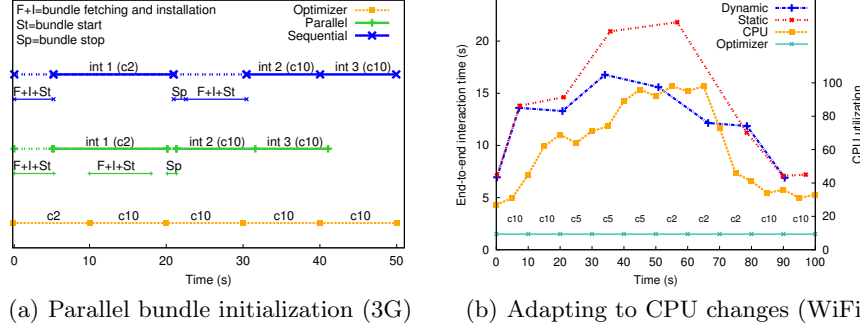 F+I=bundle fetching and installation
St=bundle start
Sp=bundle stop
Optimizer
Parallel
Sequential
int 1 (c2) int 2 (c10) int 3 (c10)
F+I+St Sp F+I+St
int 1 (c2) int 2 (c10) int 3 (c10)
F+I+St F+I+St Sp
c2 c10 c10 c10 c10
0 10 20 30 40 50
Time (s)
(a) Parallel bundle initialization (3G)
Dynamic
Static
CPU
Optimizer
End-to-end interaction time (s)
20
15
10
5
0
CPU utilization
100
80
60
40
20
0
c10 c10 c5 c5 c5 c2 c2 c2 c10 c10
0 10 20 30 40 50 60 70 80 90 100
Time (s)
(b) Adapting to CPU changes (WiFi